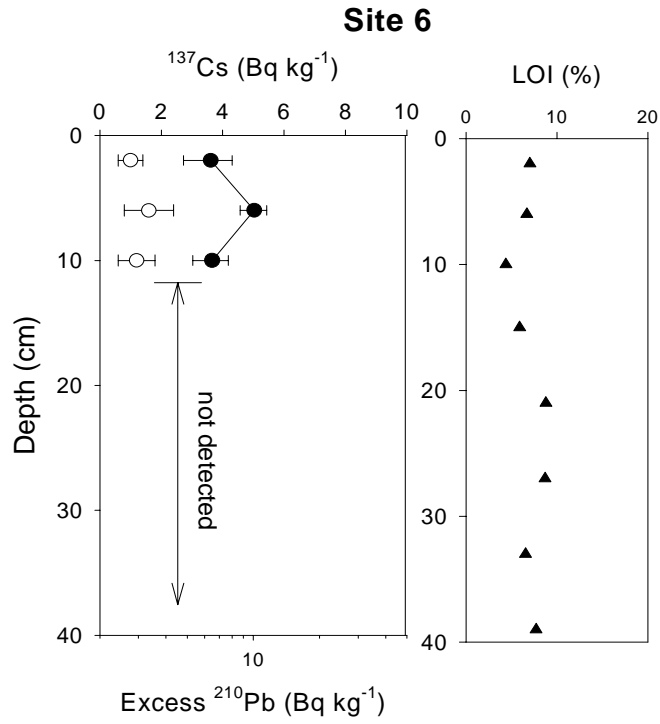 Site 6
¹³⁷Cs (Bq kg⁻¹)
0 2 4 6 8 10
LOI (%)
0 10 20
Depth (cm)
0
10
20
30
40
not detected
10
Excess ²¹⁰Pb (Bq kg⁻¹)
0
10
20
30
40